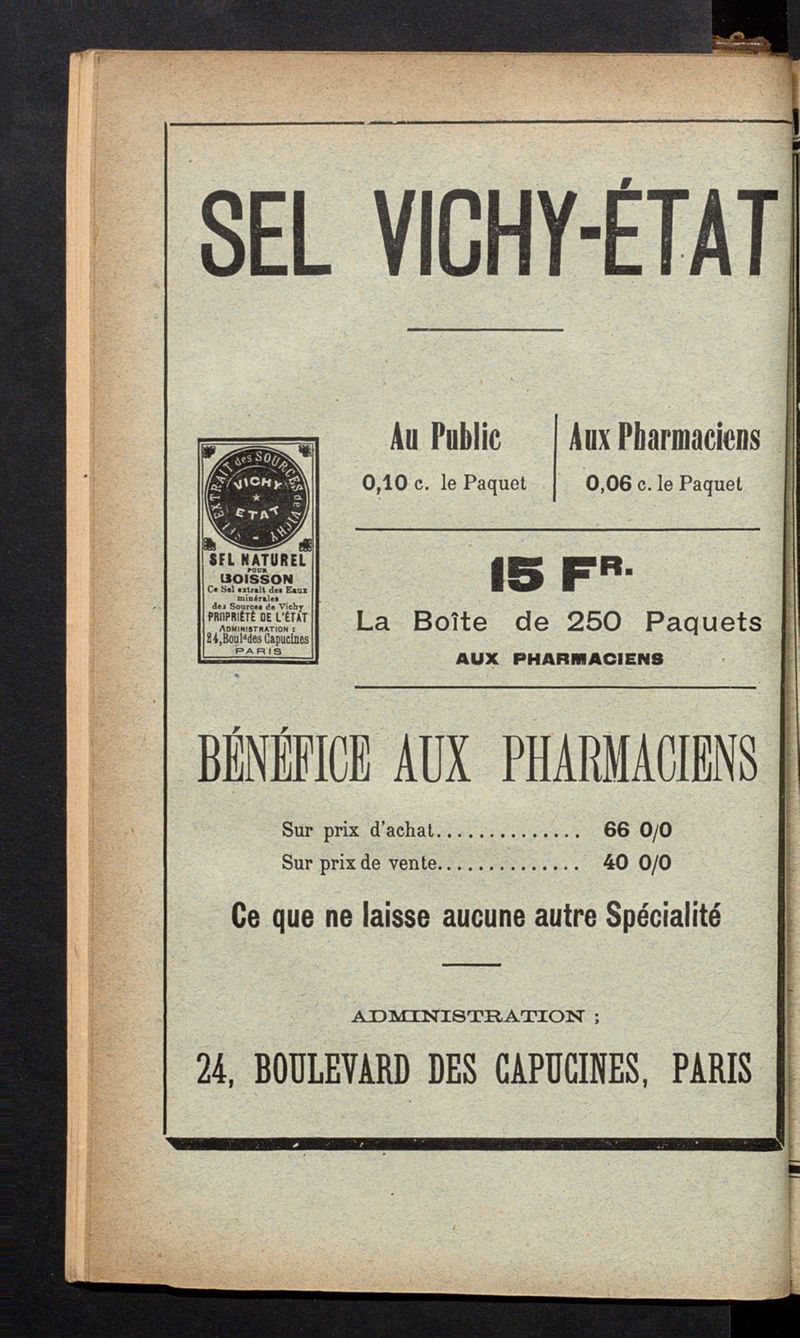 SEL VICHY-ÉTAT
Au Public
0,10 c. le Paquet
Aux Pharmaciens
0,06 c. le Paquet
SEL EXTRAIT des SOURCES de VICHY
VICHY
ETAT
SEL NATUREL
POUR
BOISSON
Ce Sel extrait des Eaux
minérales
des Sources de Vichy
PROPRIÉTÉ DE L'ÉTAT
ADMINISTRATION :
24, Boul^d des Capucines
PARIS
15 FR.
La Boîte de 250 Paquets
AUX PHARMACIENS
BÉNÉFICE AUX PHARMACIENS
Sur prix d'achat.............. 66 0/0
Sur prix de vente.............. 40 0/0
Ce que ne laisse aucune autre Spécialité
ADMINISTRATION ;
24, BOULEVARD DES CAPUCINES, PARIS